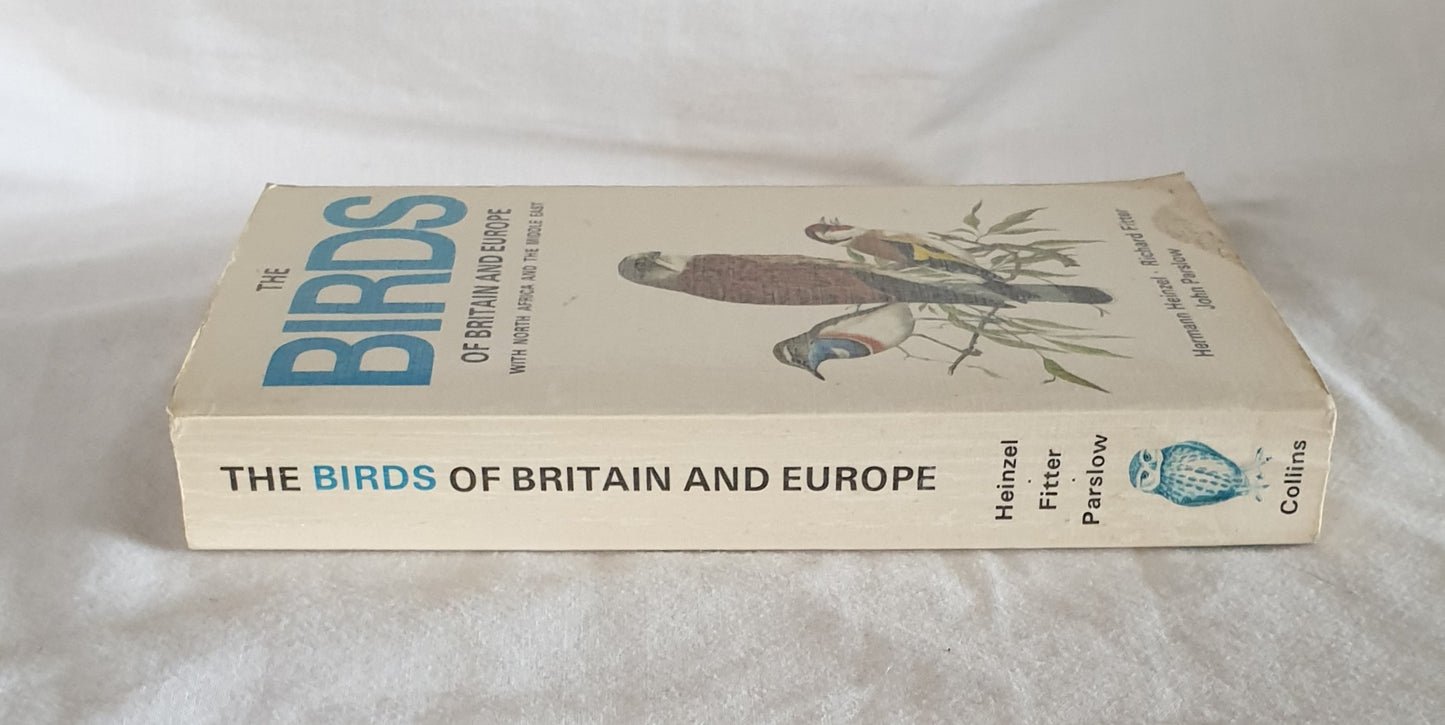 THE
BIRDS
OF BRITAIN AND EUROPE
WITH NORTH AFRICA AND THE MIDDLE EAST
Hermann Heinzel · Richard Fitter
John Parslow
THE BIRDS OF BRITAIN AND EUROPE
Heinzel
·
Fitter
·
Parslow
Collins